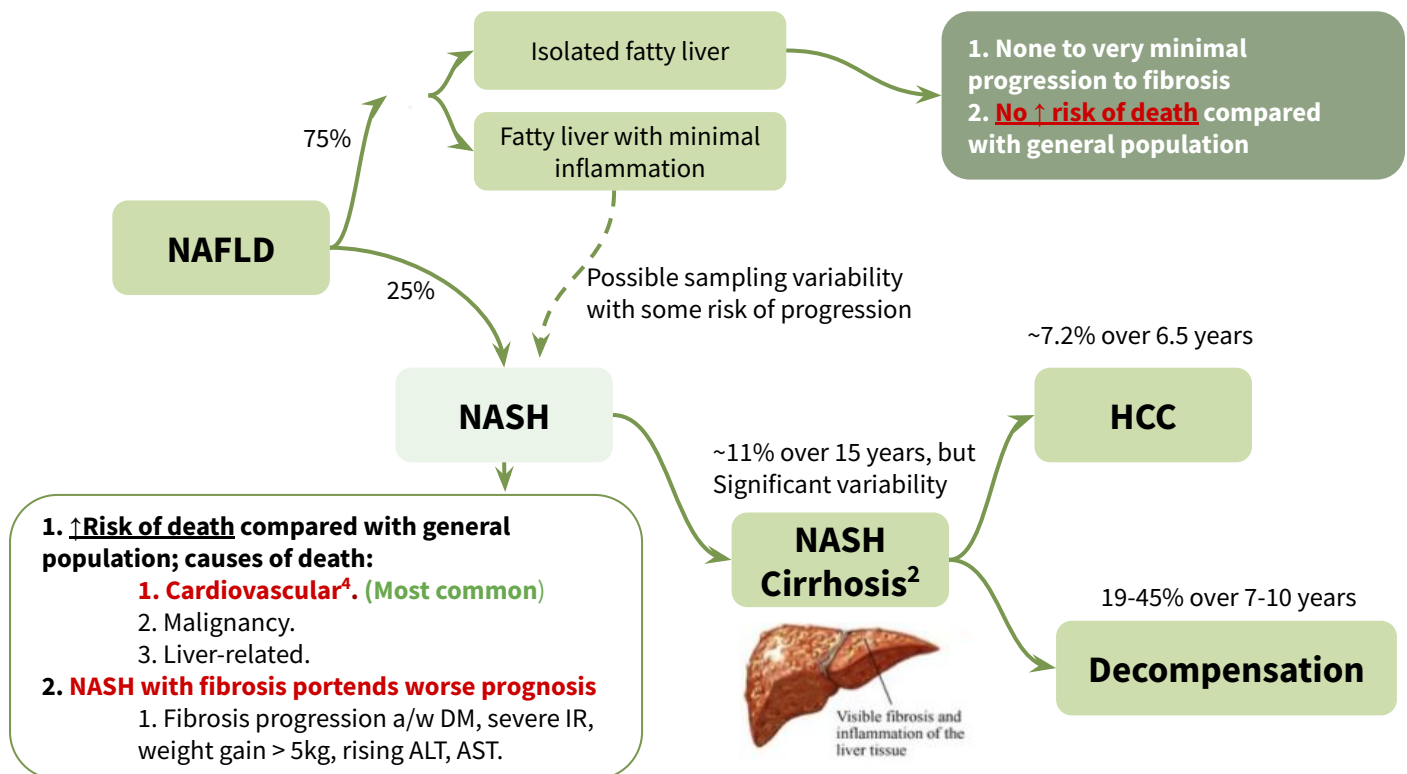 Isolated fatty liver
1. None to very minimal
progression to fibrosis
2. No ↑ risk of death compared
with general population
75%
Fatty liver with minimal
inflammation
NAFLD
25%
Possible sampling variability
with some risk of progression
~7.2% over 6.5 years
NASH
HCC
~11% over 15 years, but
Significant variability
1. ↑Risk of death compared with general
population; causes of death:
1. Cardiovascular⁴. (Most common)
2. Malignancy.
3. Liver-related.
2. NASH with fibrosis portends worse prognosis
1. Fibrosis progression a/w DM, severe IR,
weight gain > 5kg, rising ALT, AST.
NASH
Cirrhosis²
19-45% over 7-10 years
Decompensation
Visible fibrosis and
inflammation of the
liver tissue